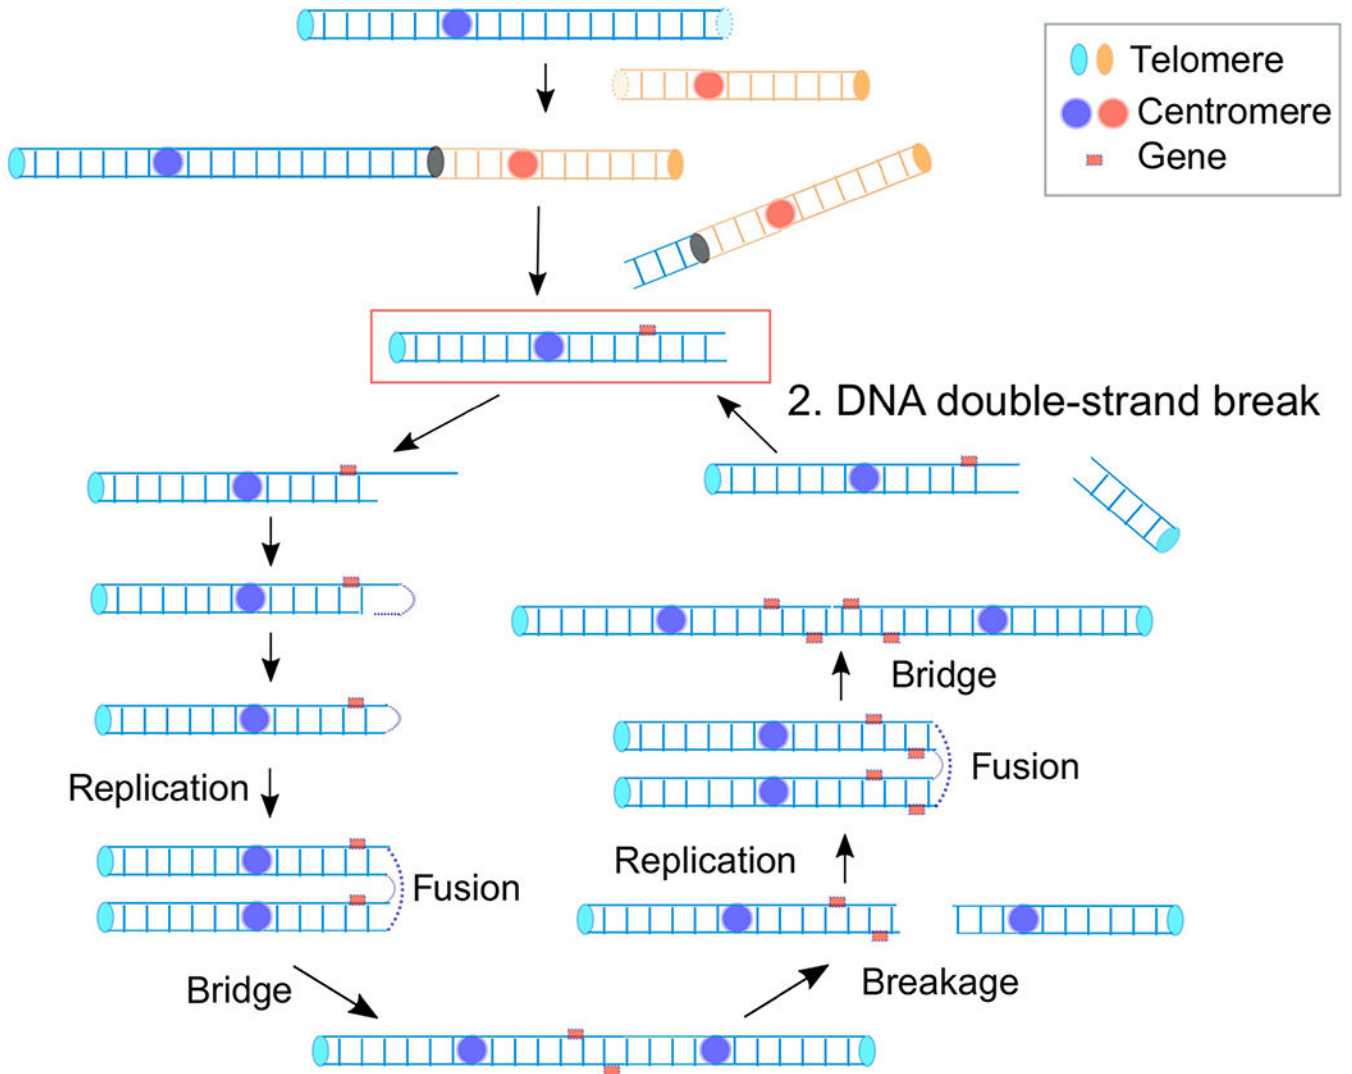 Telomere
Centromere
Gene
2. DNA double-strand break
Bridge
Fusion
Replication
Replication
Fusion
Bridge
Breakage